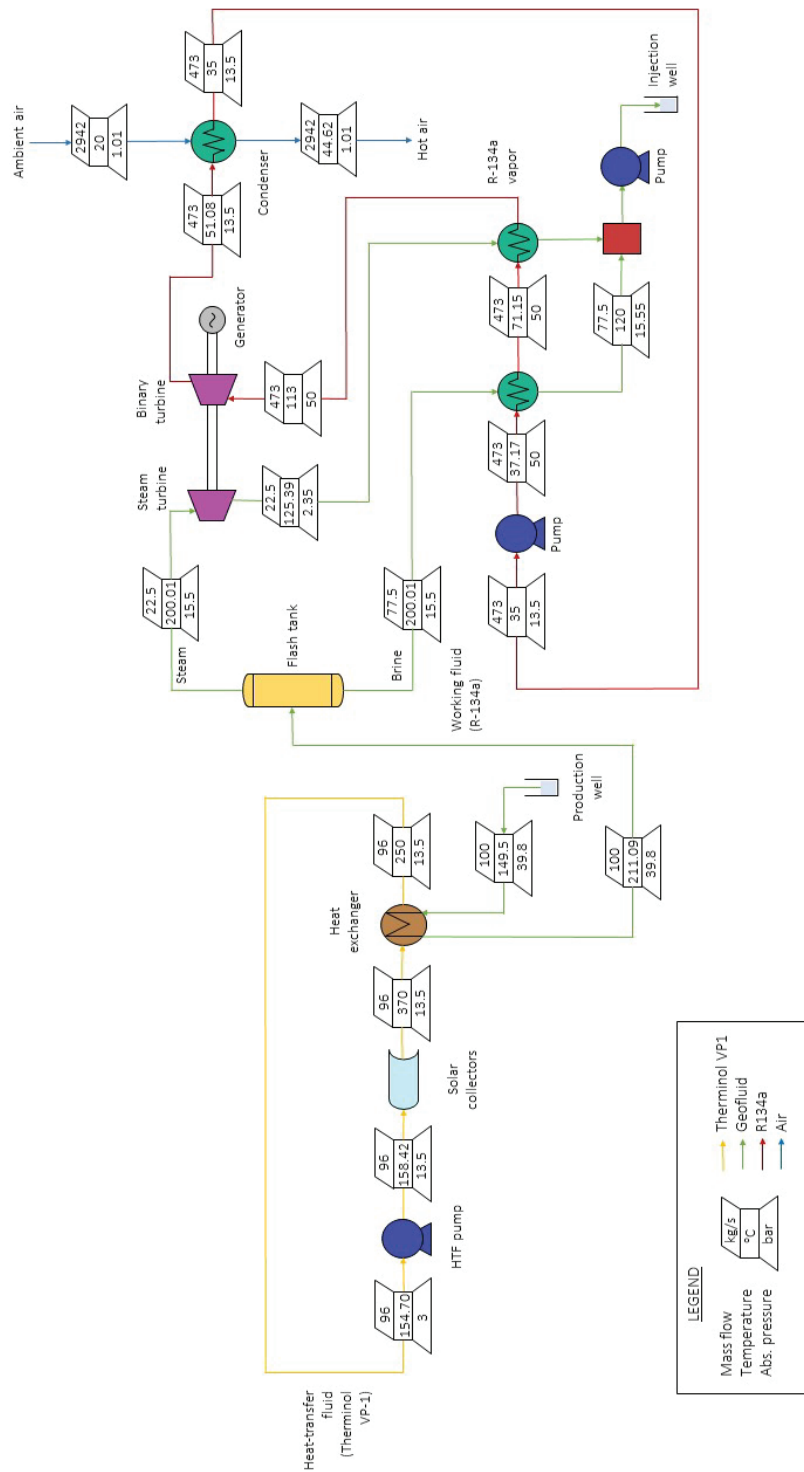 Heat-transfer
fluid
(Therminol
VP-1)
96
154.70
3
HTF pump
96
158.42
13.5
Solar
collectors
96
370
13.5
Heat
exchanger
96
250
13.5
100
149.5
39.8
Production
well
100
211.09
39.8
Flash tank
Steam
22.5
200.01
15.5
Brine
77.5
200.01
15.5
Steam
turbine
22.5
125.39
2.35
Binary
turbine
Generator
473
113
50
473
51.08
13.5
Ambient air
2942
20
1.01
Condenser
2942
44.62
1.01
Hot air
473
35
13.5
Working fluid
(R-134a)
473
35
13.5
Pump
473
37.17
50
473
71.15
50
R-134a
vapor
77.5
120
15.55
Pump
Injection
well
LEGEND
Mass flow
Temperature
Abs. pressure
kg/s
°C
bar
Therminol VP1
Geofluid
R134a
Air